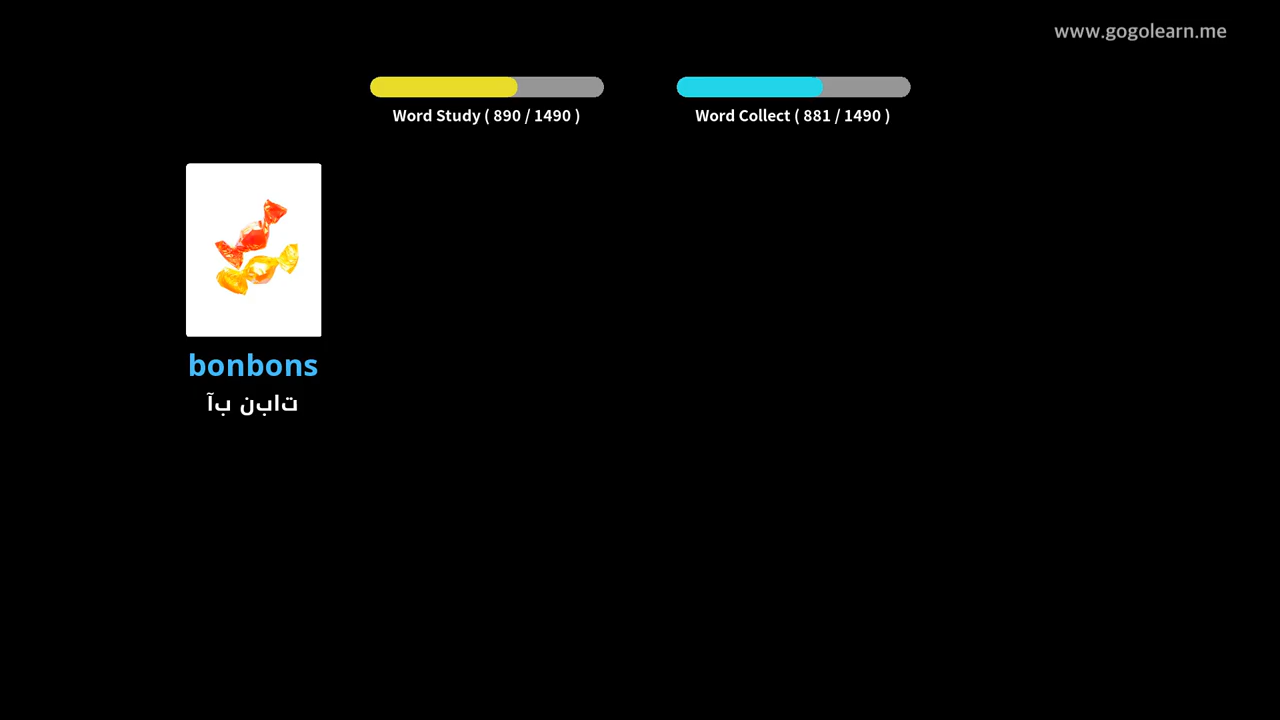 www.gogolearn.me
Word Study ( 890 / 1490 )
Word Collect ( 881 / 1490 )
bonbons
تابن بآ